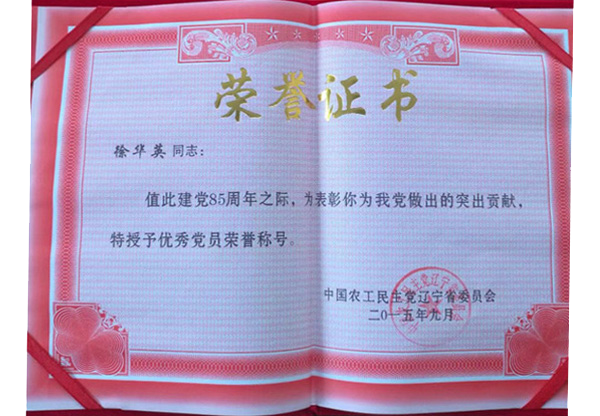 荣誉证书
徐华英同志：
值此建党85周年之际，为表彰你为我党做出的突出贡献，
特授予优秀党员荣誉称号。
中国农工民主党辽宁省委员会
二〇一五年九月